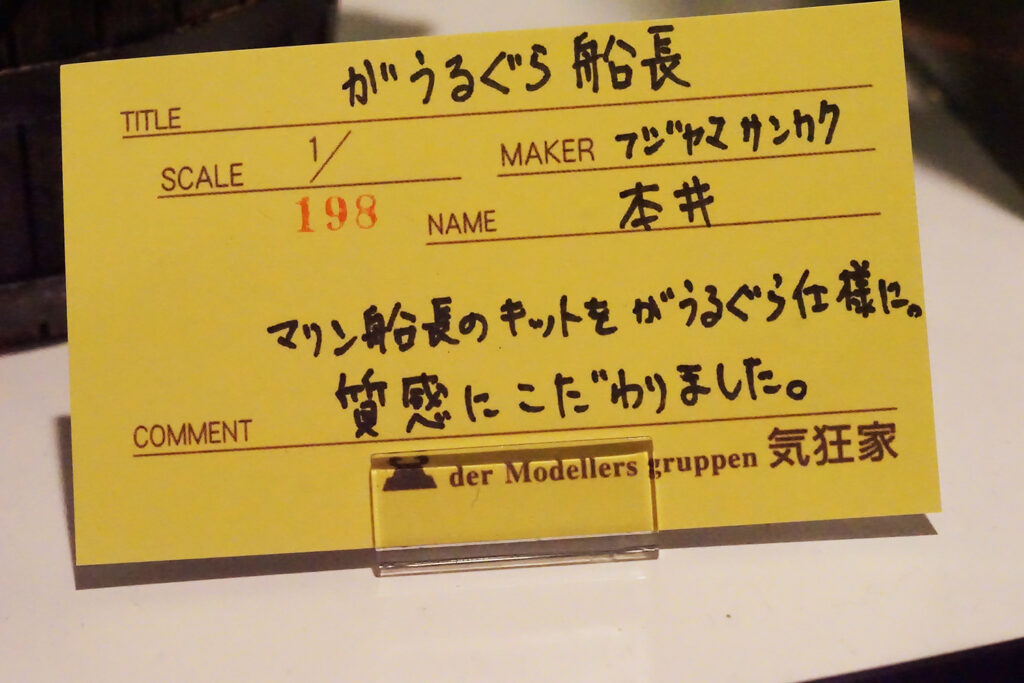 TITLE がうるぐら船長
SCALE 1/
MAKER フジヤマサンカク
198
NAME 本井
マリン船長のキットをがうるぐら仕様に。
質感にこだわりました。
COMMENT
der Modellers gruppen 気狂家